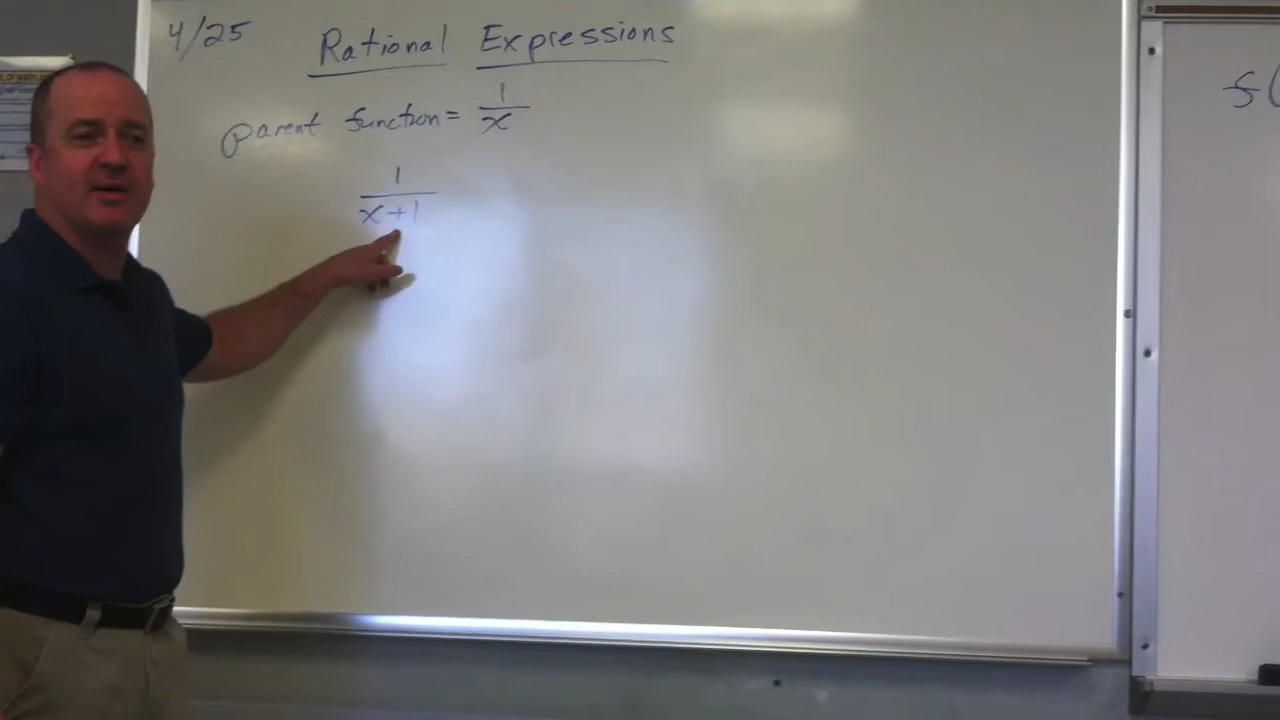 4/25
Rational Expressions
parent function = 1/x
1/(x+1)
f(